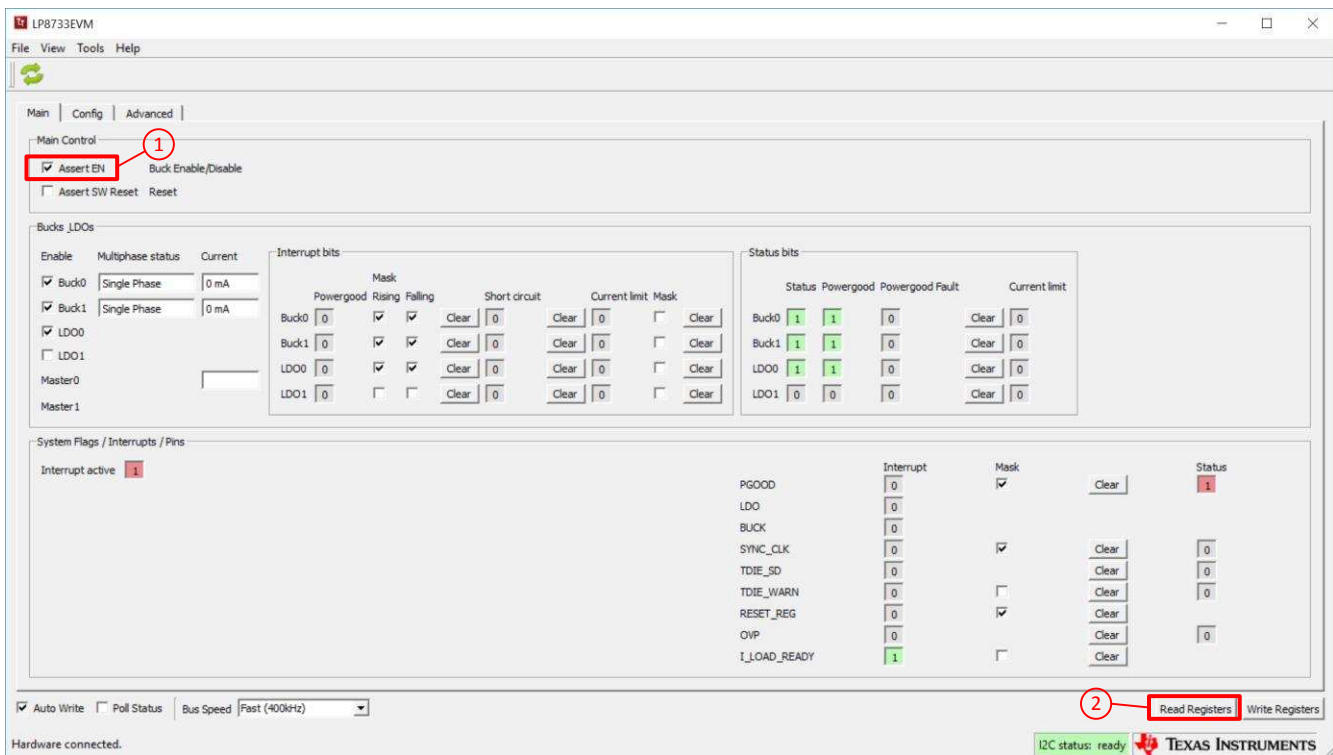 LP8733EVM
File View Tools Help
Main Config Advanced
Main Control
1
Assert EN Buck Enable/Disable
Assert SW Reset Reset
Bucks_LDOs
Enable Multiphase status Current
Buck0 Single Phase 0 mA
Buck1 Single Phase 0 mA
LDO0
LDO1
Master0
Master1
Interrupt bits
Mask
Powergood Rising Falling Short circuit Current limit Mask
Buck0 0 Clear 0 Clear 0 Clear
Buck1 0 Clear 0 Clear 0 Clear
LDO0 0 Clear 0 Clear 0 Clear
LDO1 0 Clear 0 Clear 0 Clear
Status bits
Status Powergood Powergood Fault Current limit
Buck0 1 1 0 Clear 0
Buck1 1 1 0 Clear 0
LDO0 1 1 0 Clear 0
LDO1 0 0 0 Clear 0
System Flags / Interrupts / Pins
Interrupt active 1
Interrupt Mask Status
PGOOD 0 Clear 1
LDO 0
BUCK 0
SYNC_CLK 0 Clear 0
TDIE_SD 0 Clear 0
TDIE_WARN 0 Clear 0
RESET_REG 0 Clear
OVP 0 Clear 0
I_LOAD_READY 1 Clear
Auto Write Poll Status Bus Speed Fast (400kHz)
2
Read Registers Write Registers
Hardware connected.
I2C status: ready TEXAS INSTRUMENTS